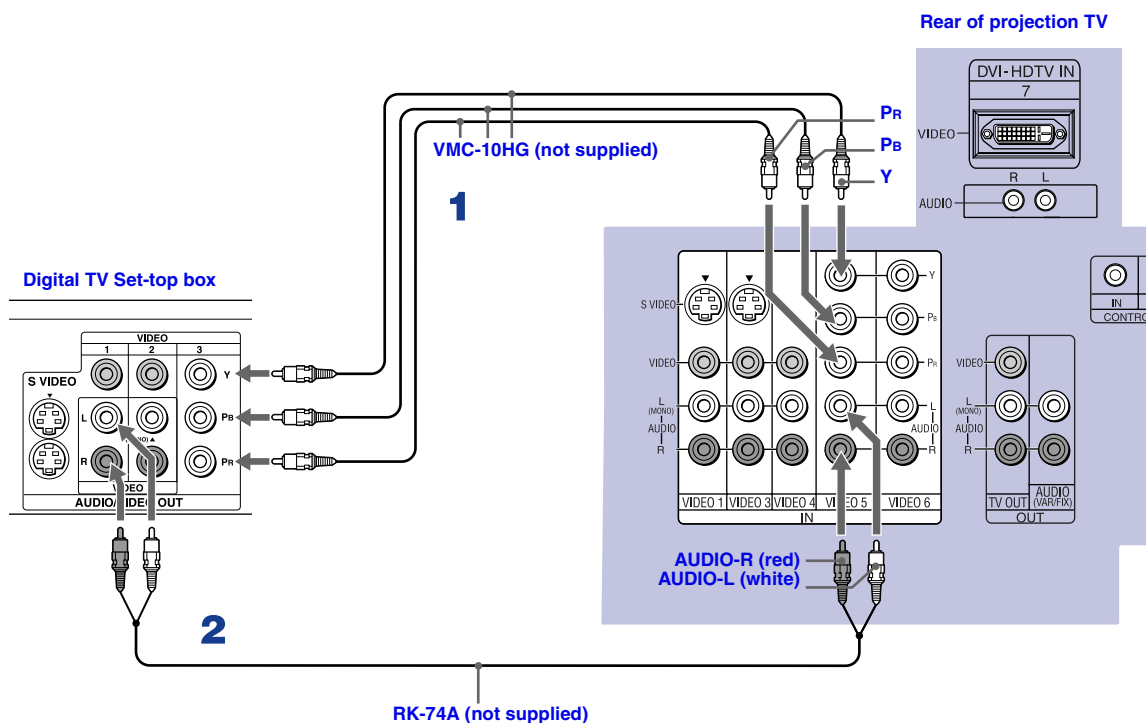 Rear of projection TV
DVI-HDTV IN
7
VIDEO
R L
AUDIO
PR
PB
Y
VMC-10HG (not supplied)
1
Digital TV Set-top box
VIDEO
1 2 3
S VIDEO
Y
L
PB
R
PR
AUDIO/VIDEO OUT
S VIDEO
Y
PB
VIDEO
PR
L
(MONO)
AUDIO
R
L
AUDIO
R
VIDEO 1 VIDEO 3 VIDEO 4 VIDEO 5 VIDEO 6
IN
IN
VIDEO
L
(MONO)
AUDIO
R
TV OUT
AUDIO
(VAR/FIX)
OUT
AUDIO-R (red)
AUDIO-L (white)
2
RK-74A (not supplied)